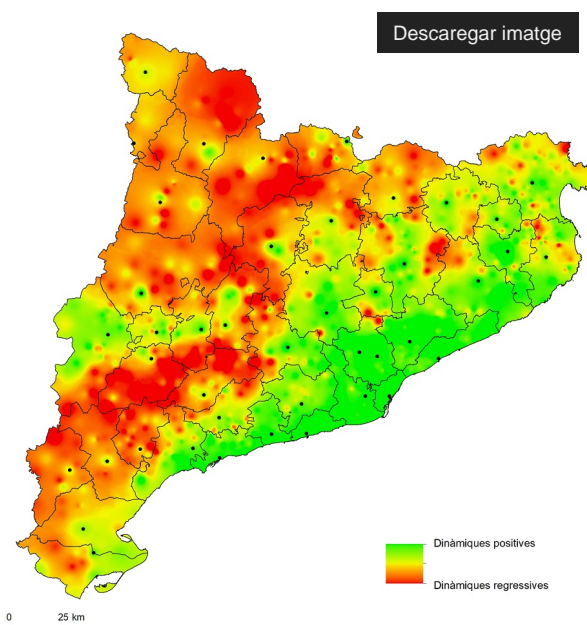 Descaregar imatge
Dinàmiques positives
Dinàmiques regressives
0 25 km